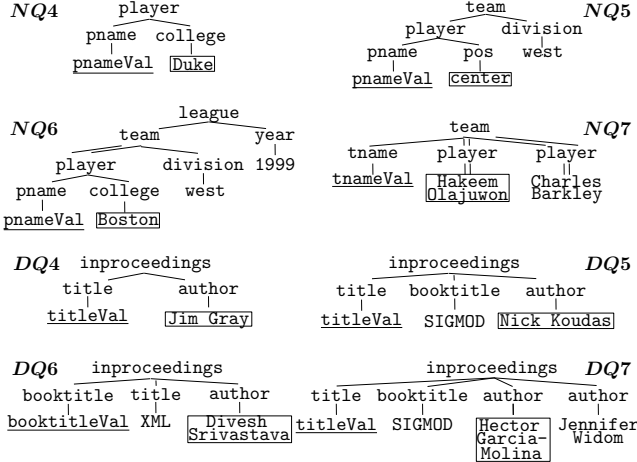 NQ4
player
pname college
pnameVal Duke
NQ5
team
player division
pname pos west
pnameVal center
NQ6
league
team year
player division 1999
pname college west
pnameVal Boston
NQ7
team
tname player player
tnameVal Hakeem Charles
Olajuwon Barkley
DQ4
inproceedings
title author
titleVal Jim Gray
DQ5
inproceedings
title booktitle author
titleVal SIGMOD Nick Koudas
DQ6
inproceedings
booktitle title author
booktitleVal XML Divesh
Srivastava
DQ7
inproceedings
title booktitle author author
titleVal SIGMOD Hector Jennifer
Garcia- Widom
Molina